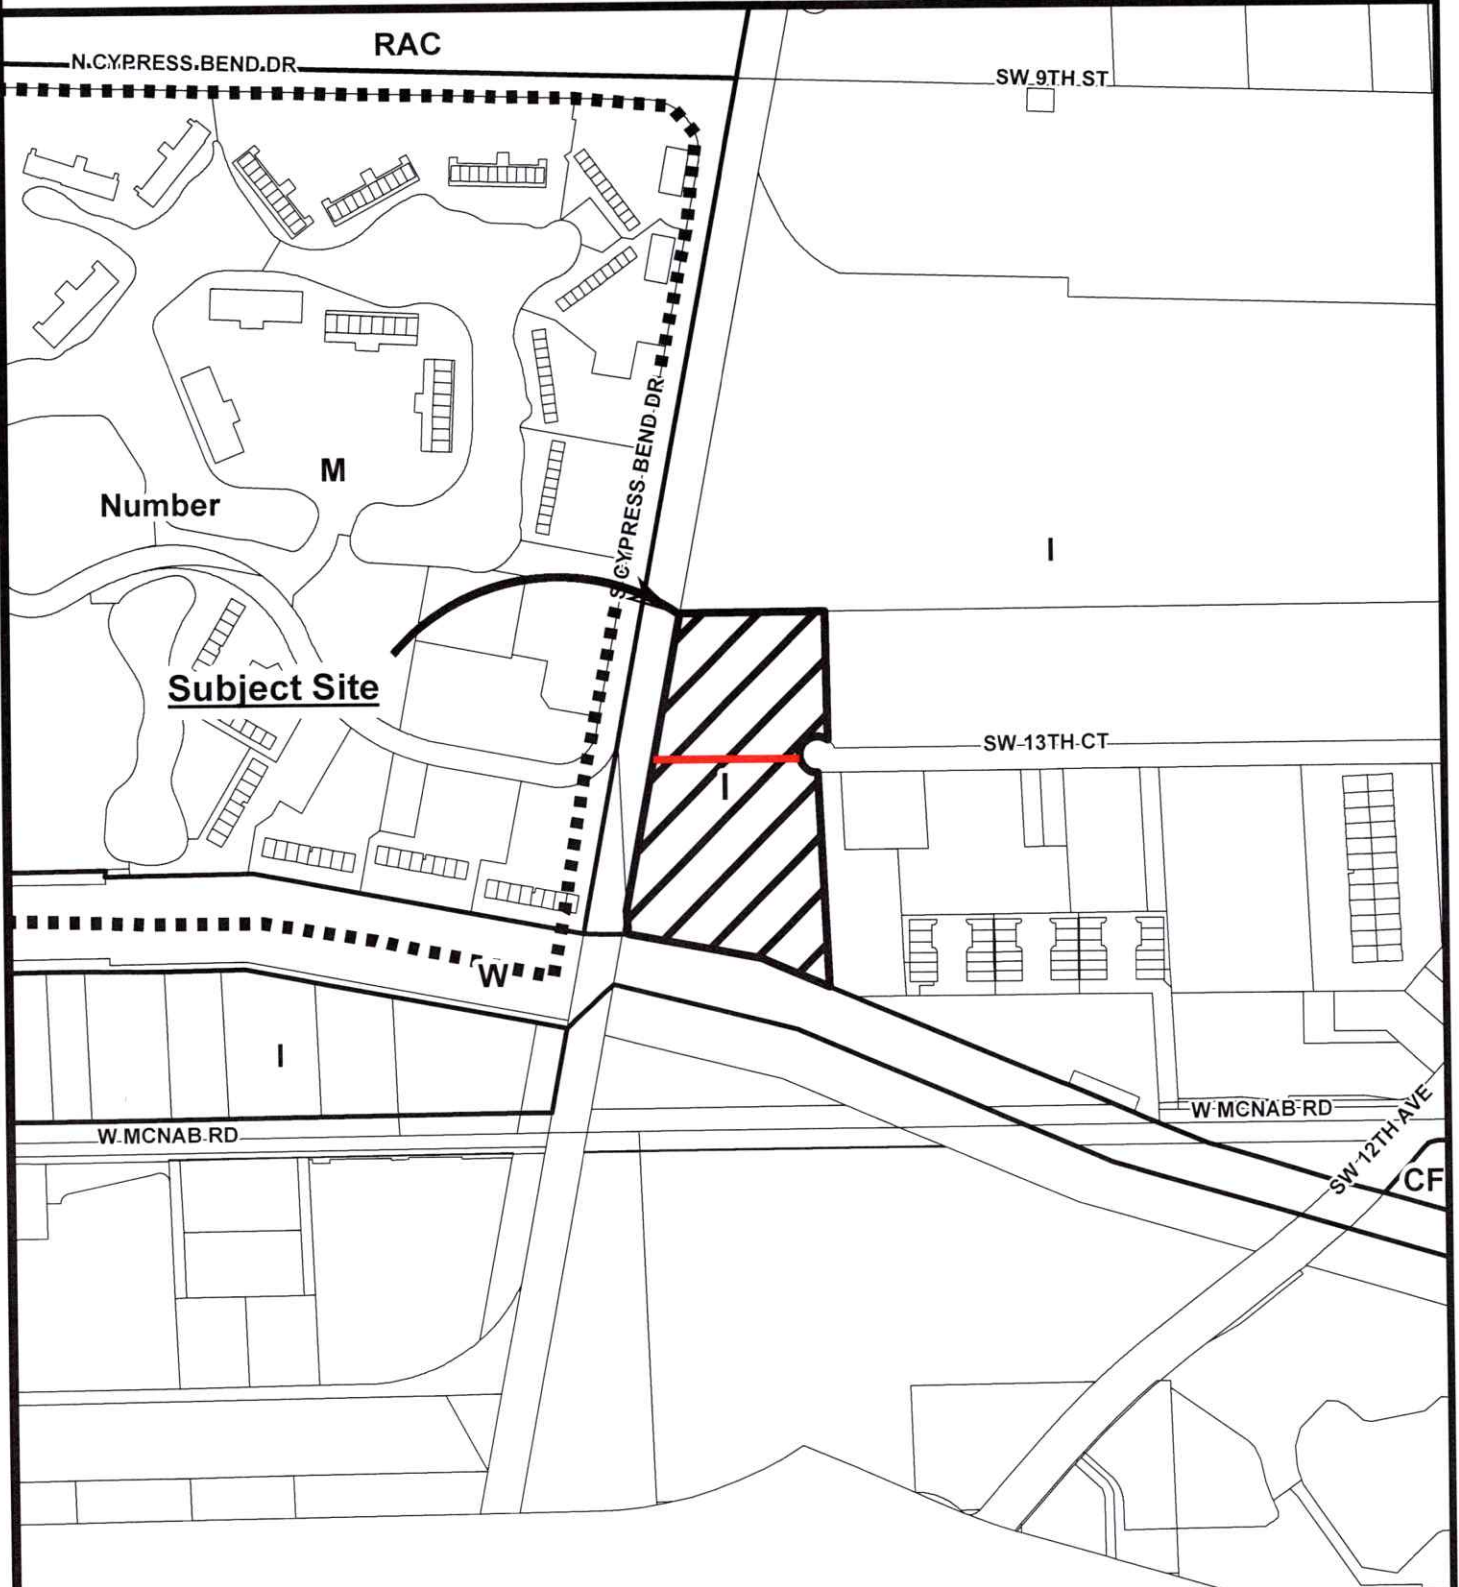 RAC
N CYPRESS BEND DR
SW 9TH ST
S CYPRESS BEND DR
M
Number
I
Subject Site
SW 13TH CT
I
W
I
W MCNAB RD
W MCNAB RD
SW 12TH AVE
CF